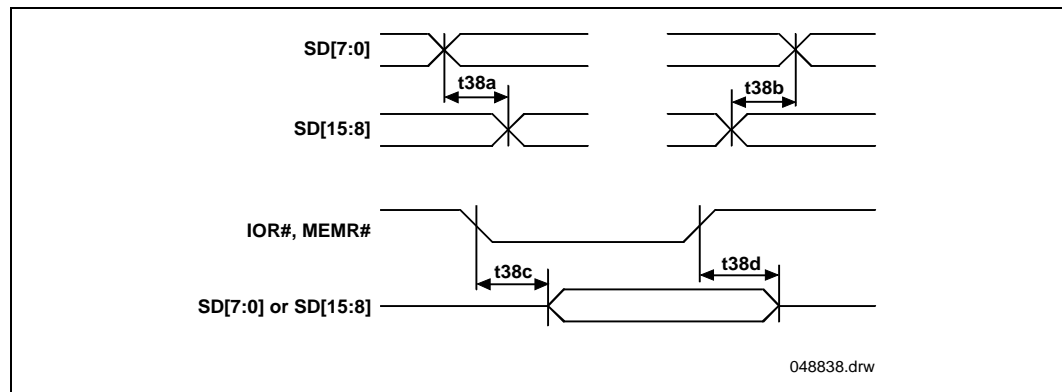 SD[7:0]
t38a
t38b
SD[15:8]
IOR#, MEMR#
t38c
t38d
SD[7:0] or SD[15:8]
048838.drw